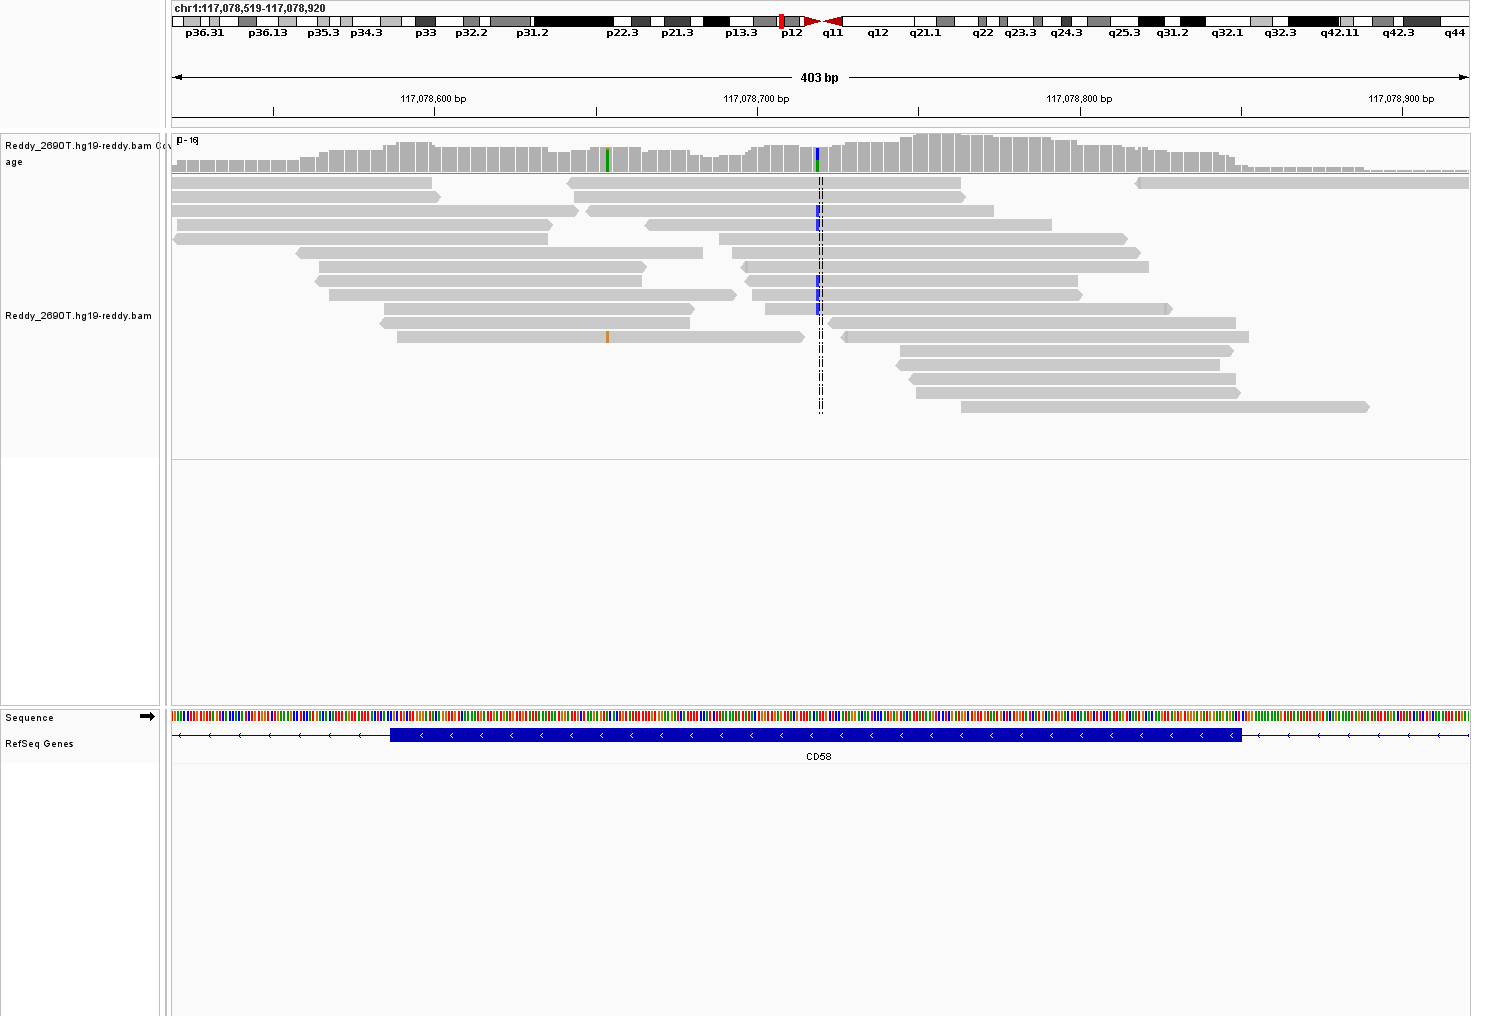 chr1:117,078,519-117,078,920
p36.31 p36.13 p35.3 p34.3 p33 p32.2 p31.2 p22.3 p21.3 p13.3 p12 q11 q12 q21.1 q22 q23.3 q24.3 q25.3 q31.2 q32.1 q32.3 q42.11 q42.3 q44
403 bp
117,078,600 bp 117,078,700 bp 117,078,800 bp 117,078,900 bp
Reddy_2690T.hg19-reddy.bam Cov
age
[0 - 16]
Reddy_2690T.hg19-reddy.bam
Sequence
RefSeq Genes
CD58